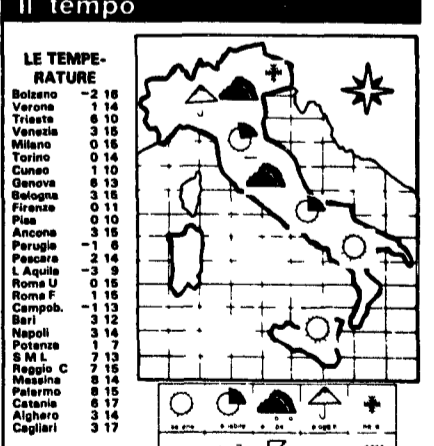 Il tempo
LE TEMPE-
RATURE
Bolzano -2 16
Verona 1 14
Trieste 6 10
Venezia 3 15
Milano 0 15
Torino 0 14
Cuneo 1 10
Genova 8 13
Bologna 3 15
Firenze 0 11
Pisa 0 10
Ancona 3 15
Perugia -1 6
Pescara 2 14
L Aquila -3 9
Roma U 0 15
Roma F 1 15
Campob. -1 13
Bari 3 12
Napoli 3 14
Potenza 1 7
S M L 7 13
Reggio C 7 15
Messina 8 14
Palermo 8 15
Catania 6 17
Alghero 3 14
Cagliari 3 17